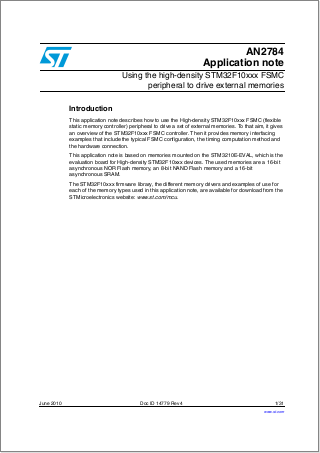 AN2784
Application note
Using the high-density STM32F10xxx FSMC
peripheral to drive external memories
Introduction
This application note describes how to use the High-density STM32F10xxx FSMC (flexible
static memory controller) peripheral to drive a set of external memories. To that aim, it gives
an overview of the STM32F10xxx FSMC controller. Then it provides memory interfacing
examples that include the typical FSMC configuration, the timing computation method and
the hardware connection.
This application note is based on memories mounted on the STM3210E-EVAL, which is the
evaluation board for High-density STM32F10xxx devices. The used memories are a 16-bit
asynchronous NOR Flash memory, an 8-bit NAND Flash memory and a 16-bit
asynchronous SRAM.
The STM32F10xxx firmware library, the different memory drivers and examples of use for
each of the memory types used in this application note, are available for download from the
STMicroelectronics website: www.st.com/mcu.
June 2010 Doc ID 14779 Rev 4 1/31
www.st.com